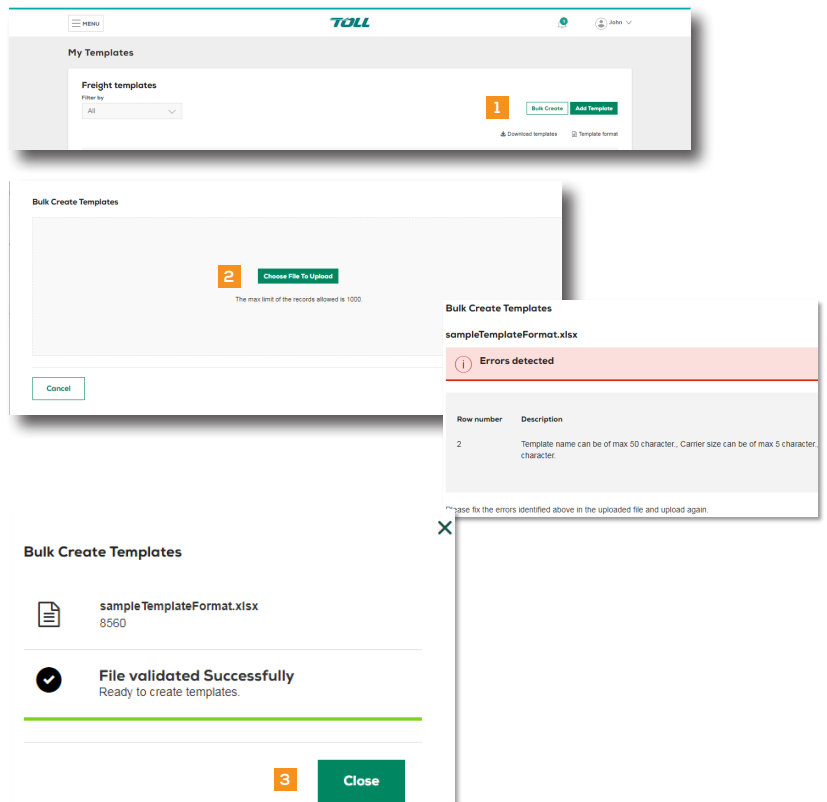 MENU
TOLL
1
John
My Templates
Freight templates
Filter by
All
1
Bulk Create
Add Template
Download templates
Template format
Bulk Create Templates
2
Choose File To Upload
The max limit of the records allowed is 1000.
Cancel
Bulk Create Templates
sampleTemplateFormat.xlsx
Errors detected
Row number
Description
2
Template name can be of max 50 character., Carrier size can be of max 5 character.,
character.
Please fix the errors identified above in the uploaded file and upload again.
Bulk Create Templates
sampleTemplateFormat.xlsx
8560
File validated Successfully
Ready to create templates.
3
Close